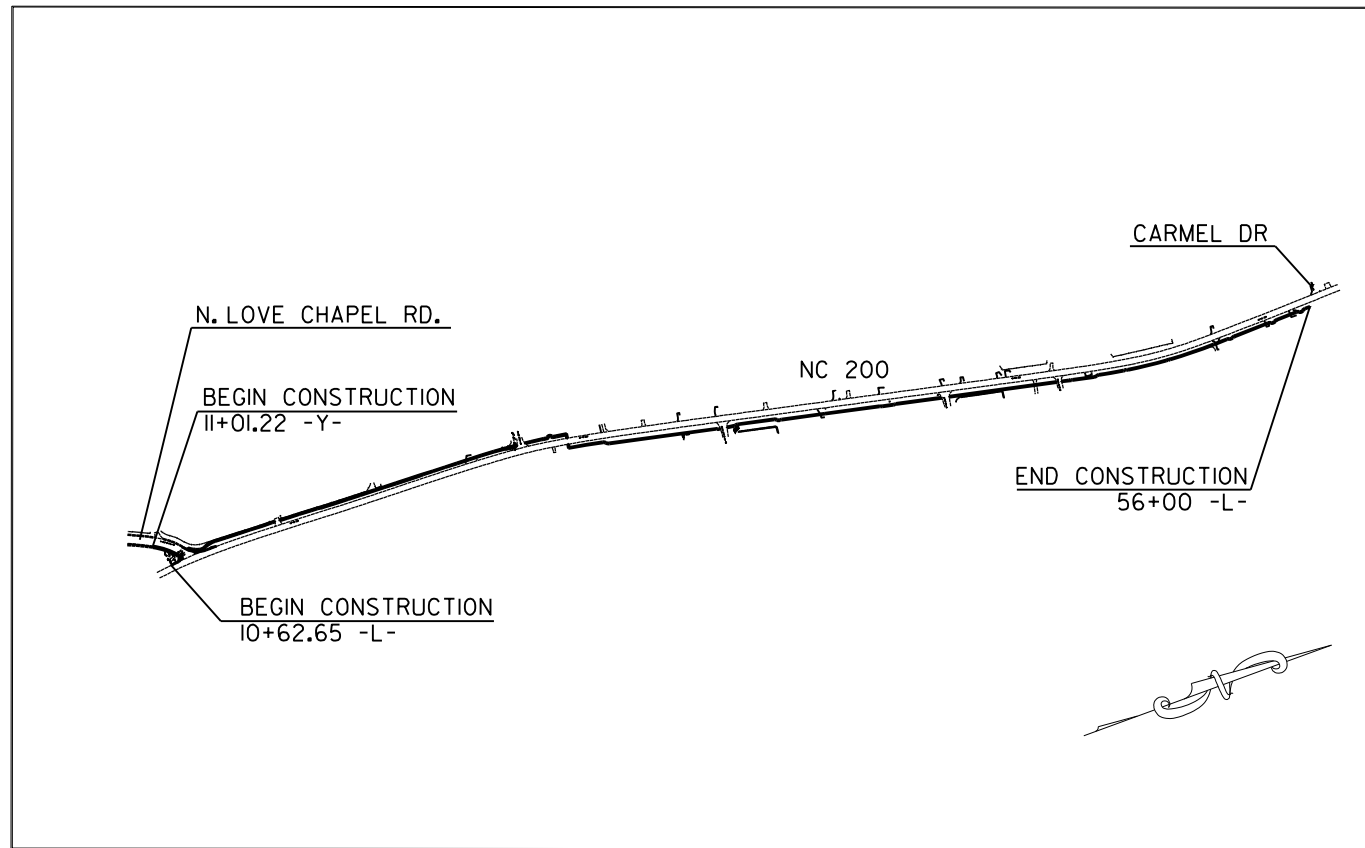 CARMEL DR
N. LOVE CHAPEL RD.
NC 200
BEGIN CONSTRUCTION
11+01.22 -Y-
END CONSTRUCTION
56+00 -L-
BEGIN CONSTRUCTION
10+62.65 -L-